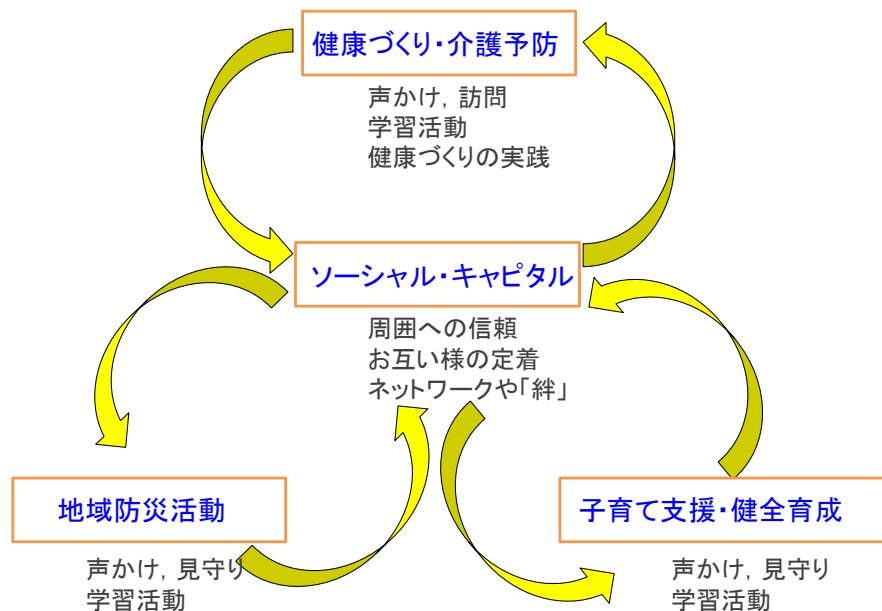 健康づくり・介護予防
声かけ, 訪問
学習活動
健康づくりの実践
ソーシャル・キャピタル
周囲への信頼
お互い様の定着
ネットワークや「絆」
地域防災活動
声かけ, 見守り
学習活動
子育て支援・健全育成
声かけ, 見守り
学習活動